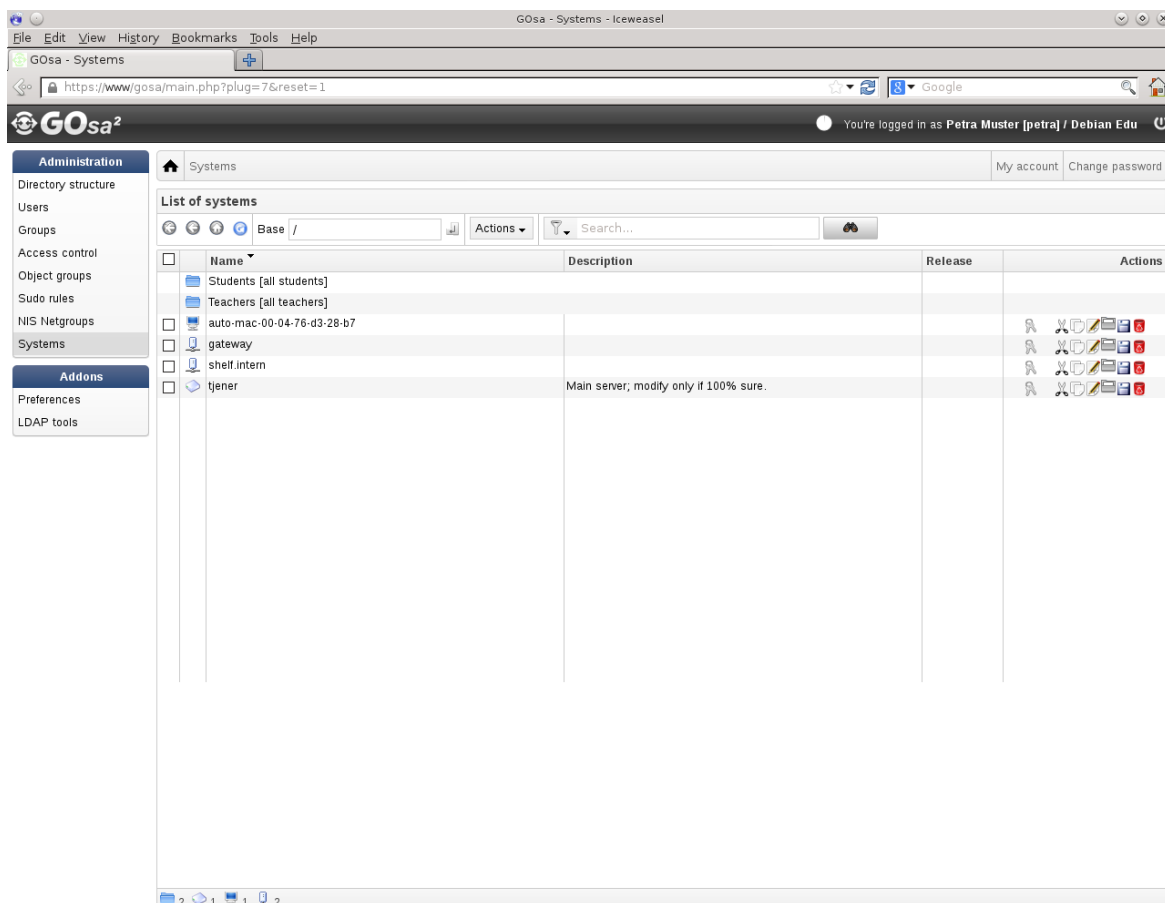 GOsa - Systems - Iceweasel
File Edit View History Bookmarks Tools Help
GOsa - Systems
https://www/gosa/main.php?plug=7&reset=1
Google
GOsa²
You're logged in as Petra Muster [petra] / Debian Edu
Administration
Directory structure
Users
Groups
Access control
Object groups
Sudo rules
NIS Netgroups
Systems
Addons
Preferences
LDAP tools
Systems My account Change password
List of systems
Base / Actions Search...
Name Description Release Actions
Students [all students]
Teachers [all teachers]
auto-mac-00-04-76-d3-28-b7
gateway
shelf.intern
tjener Main server; modify only if 100% sure.
2 1 1 2